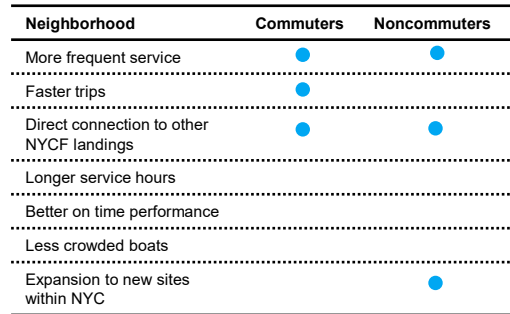 Neighborhood Commuters Noncommuters
More frequent service
Faster trips
Direct connection to other
NYCF landings
Longer service hours
Better on time performance
Less crowded boats
Expansion to new sites
within NYC